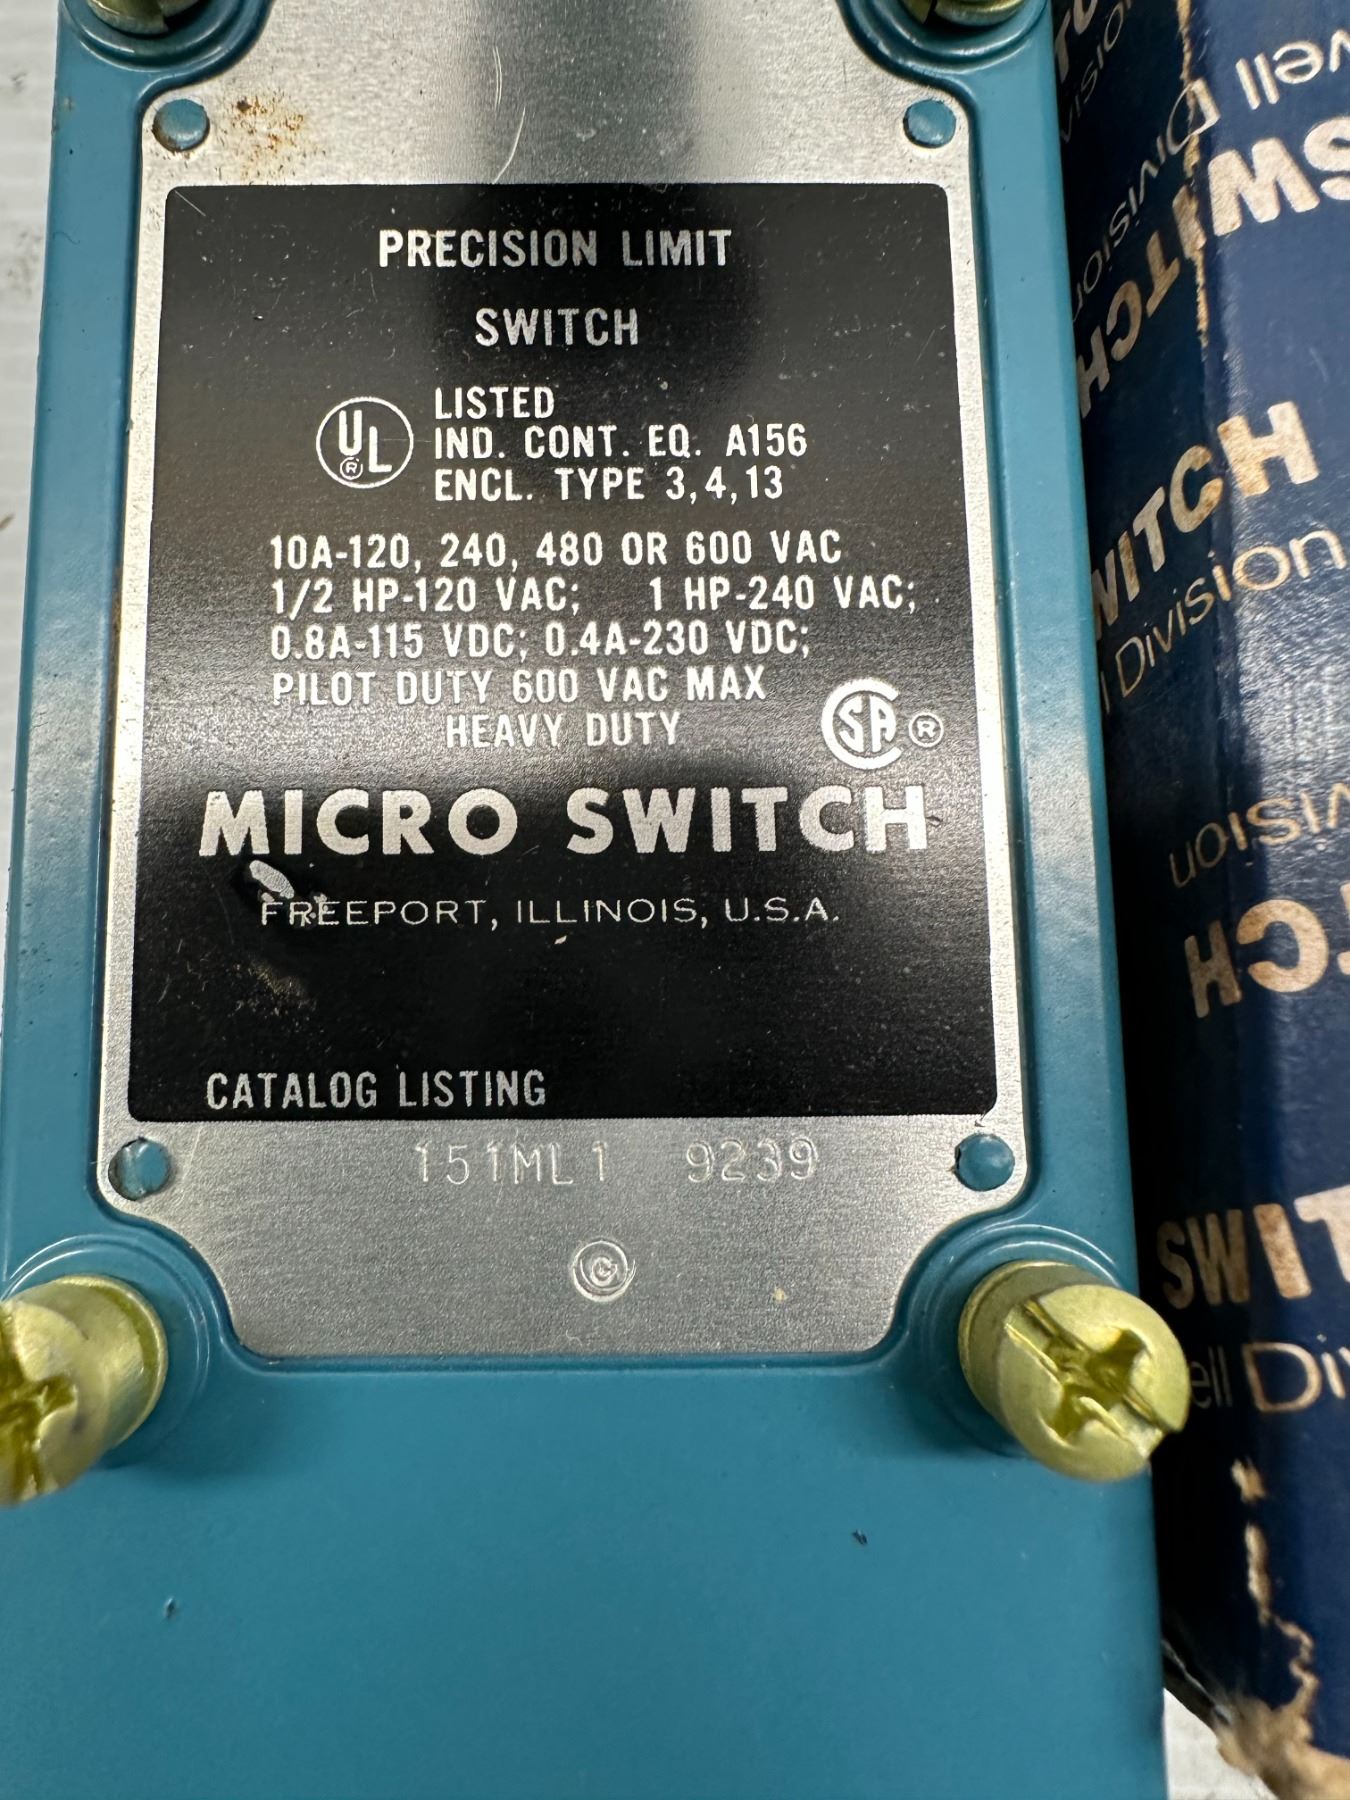 PRECISION LIMIT
SWITCH
UL ® LISTED
IND. CONT. EQ. A156
ENCL. TYPE 3,4,13
10A-120, 240, 480 OR 600 VAC
1/2 HP-120 VAC; 1 HP-240 VAC;
0.8A-115 VDC; 0.4A-230 VDC;
PILOT DUTY 600 VAC MAX
HEAVY DUTY
SA ®
MICRO SWITCH
FREEPORT, ILLINOIS, U.S.A.
CATALOG LISTING
151ML1 9239
Division
SWITCH
Division
SWIT